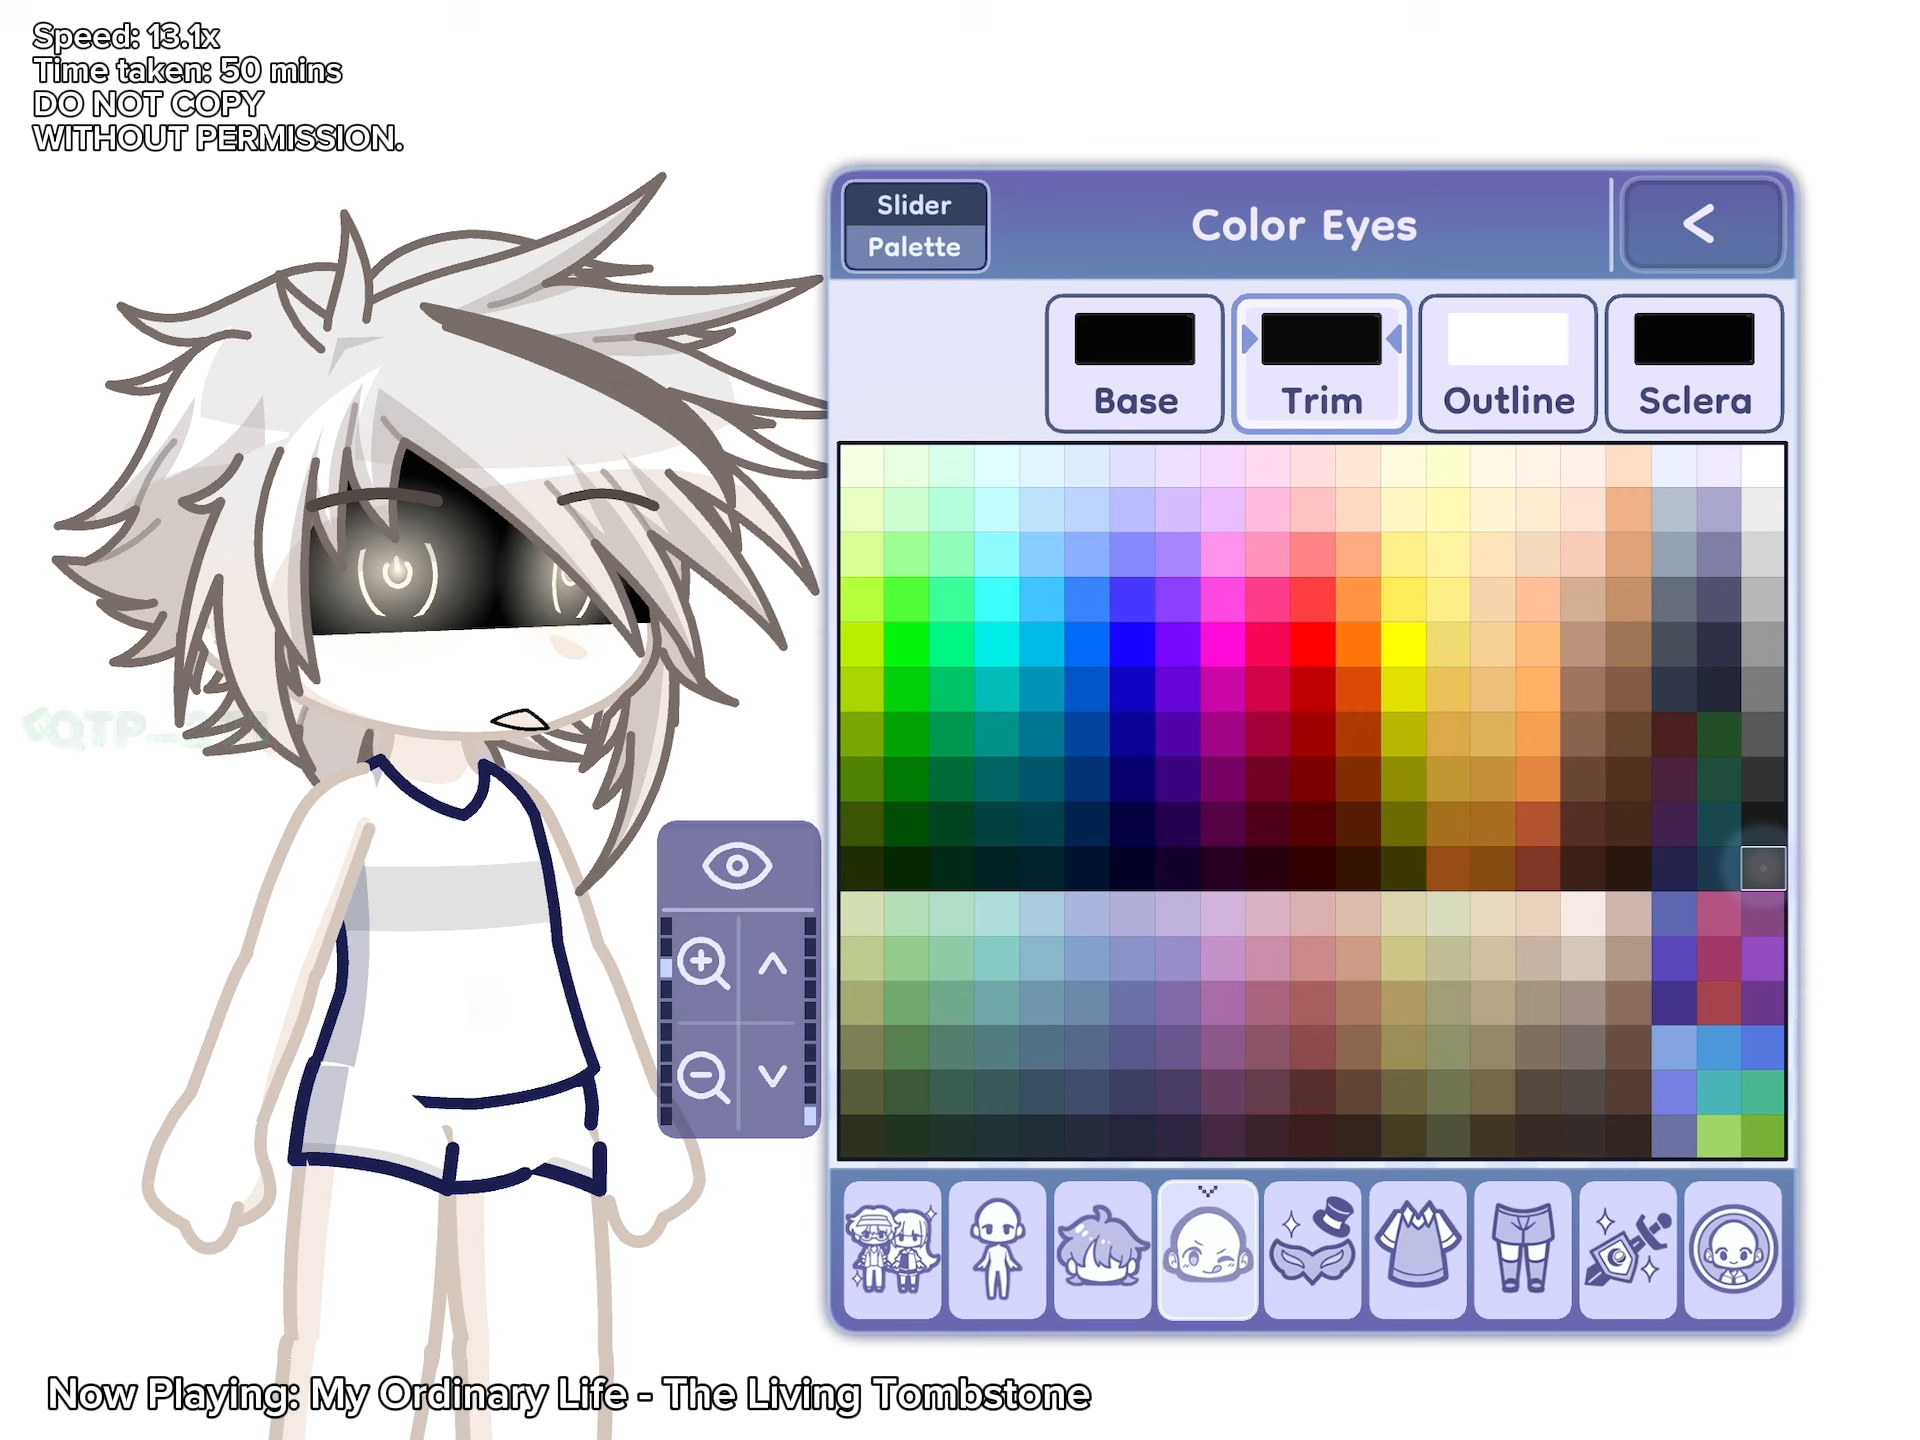 Speed: 13.1x
Time taken: 50 mins
DO NOT COPY
WITHOUT PERMISSION.
Slider
Palette
Color Eyes
<
Base
Trim
Outline
Sclera
Now Playing: My Ordinary Life - The Living Tombstone